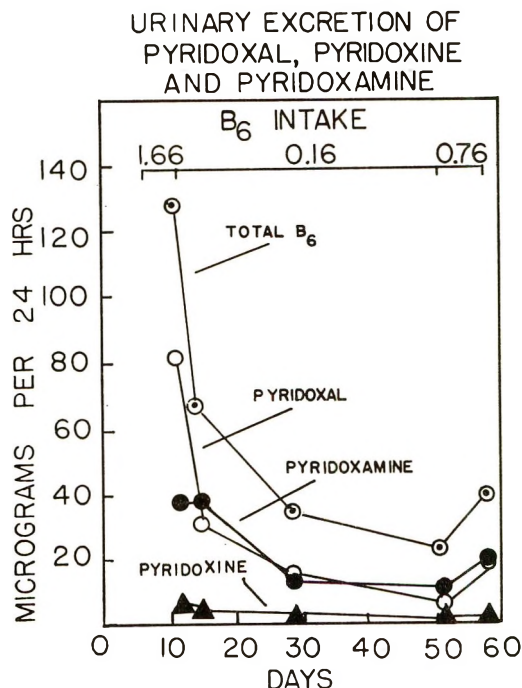 URINARY EXCRETION OF
PYRIDOXAL, PYRIDOXINE
AND PYRIDOXAMINE
B6 INTAKE
1.66 0.16 0.76
140
120
100
80
60
40
20
MICROGRAMS PER 24 HRS
TOTAL B6
PYRIDOXAL
PYRIDOXAMINE
PYRIDOXINE
0 10 20 30 40 50 60
DAYS